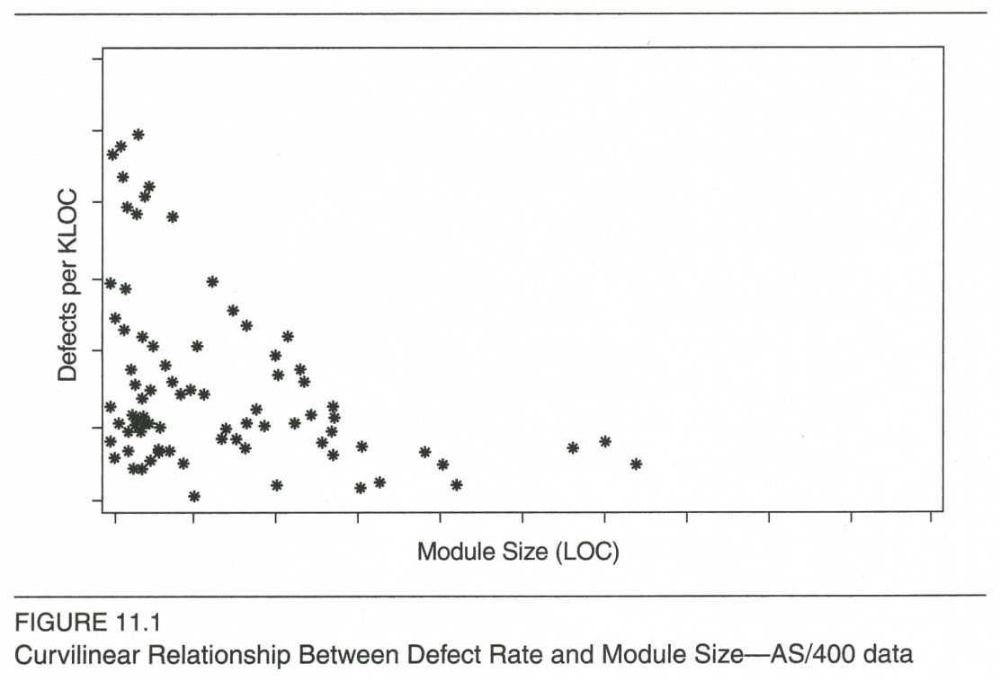 Defects per KLOC
Module Size (LOC)
FIGURE 11.1
Curvilinear Relationship Between Defect Rate and Module Size—AS/400 data